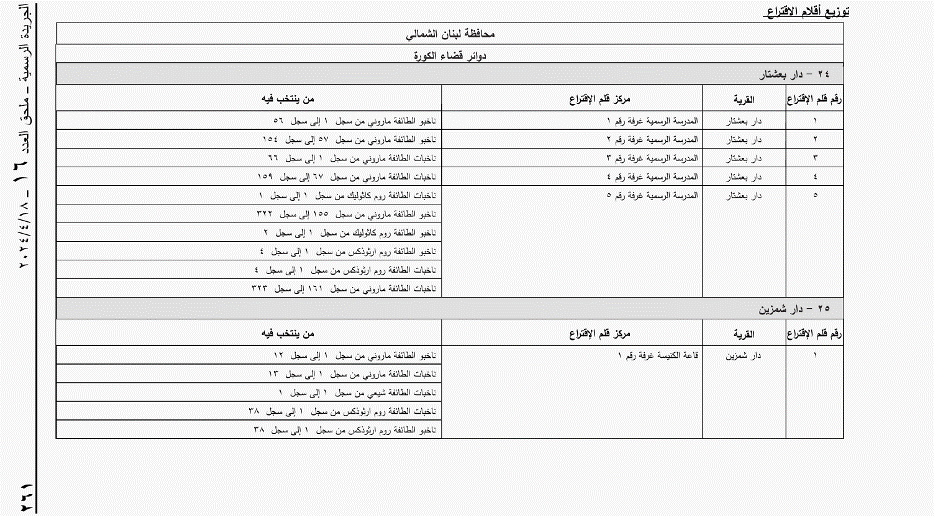 توزيع أقلام الإقتراع
محافظة لبنان الشمالي
دوائر قضاء الكورة
٢٤ - دار بعشتار
رقم قلم الإقتراع القرية مركز قلم الإقتراع من ينتخب فيه
١ دار بعشتار المدرسة الرسمية غرفة رقم ١ ناخبو الطائفة ماروني من سجل ١ إلى سجل ٥٦
٢ دار بعشتار المدرسة الرسمية غرفة رقم ٢ ناخبو الطائفة ماروني من سجل ٥٧ إلى سجل ١٥٤
٣ دار بعشتار المدرسة الرسمية غرفة رقم ٣ ناخبات الطائفة ماروني من سجل ١ إلى سجل ٦٦
٤ دار بعشتار المدرسة الرسمية غرفة رقم ٤ ناخبات الطائفة ماروني من سجل ٦٧ إلى سجل ١٥٩
٥ دار بعشتار المدرسة الرسمية غرفة رقم ٥ ناخبات الطائفة روم كاثوليك من سجل ١ إلى سجل ١
ناخبو الطائفة ماروني من سجل ١٥٥ إلى سجل ٣٢٢
ناخبو الطائفة روم كاثوليك من سجل ١ إلى سجل ٢
ناخبو الطائفة روم ارثوذكس من سجل ١ إلى سجل ٤
ناخبات الطائفة روم ارثوذكس من سجل ١ إلى سجل ٤
ناخبات الطائفة ماروني من سجل ١٦١ إلى سجل ٣٢٣
٢٥ - دار شمزين
رقم قلم الإقتراع القرية مركز قلم الإقتراع من ينتخب فيه
١ دار شمزين قاعة الكنيسة غرفة رقم ١ ناخبو الطائفة ماروني من سجل ١ إلى سجل ١٢
ناخبات الطائفة ماروني من سجل ١ إلى سجل ١٣
ناخبات الطائفة شيعي من سجل ١ إلى سجل ١
ناخبات الطائفة روم ارثوذكس من سجل ١ إلى سجل ٣٨
ناخبو الطائفة روم ارثوذكس من سجل ١ إلى سجل ٣٨
الجريدة الرسمية – ملحق العدد ١٦ – ٢٠٢٤/٤/١٨
٢٦١